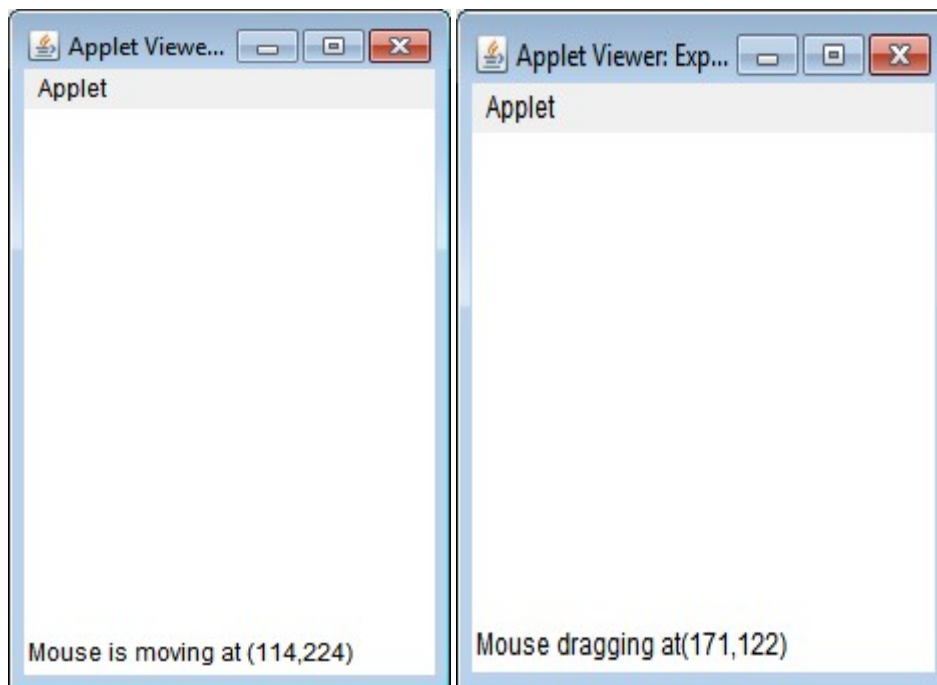 Applet Viewe...
Applet
Mouse is moving at (114,224)
Applet Viewer: Exp...
Applet
Mouse dragging at(171,122)